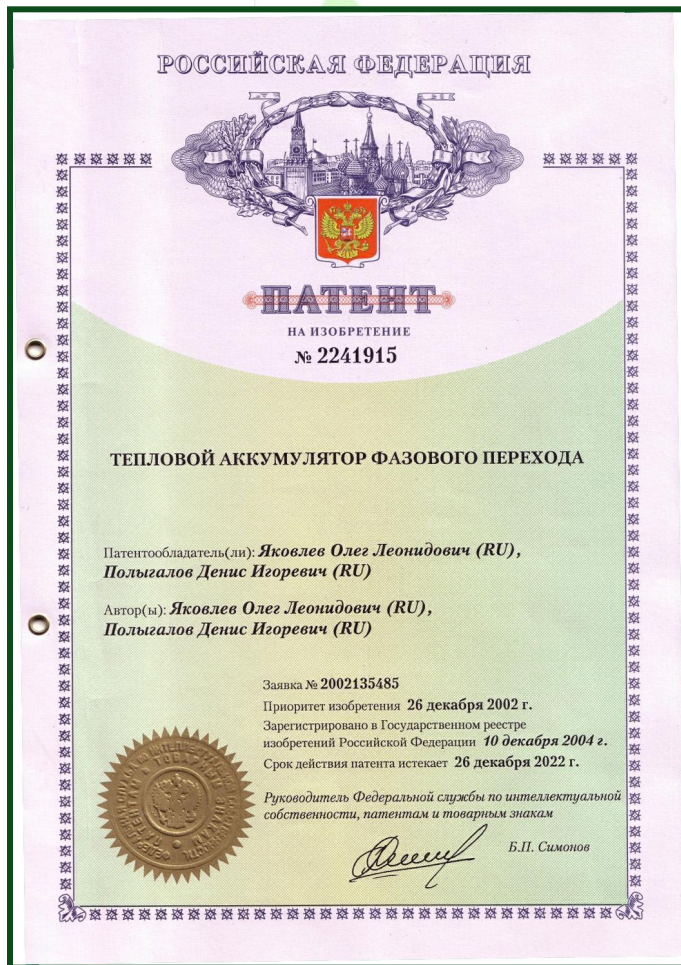 РОССИЙСКАЯ ФЕДЕРАЦИЯ
ПАТЕНТ
НА ИЗОБРЕТЕНИЕ
№ 2241915
ТЕПЛОВОЙ АККУМУЛЯТОР ФАЗОВОГО ПЕРЕХОДА
Патентообладатель(ли): Яковлев Олег Леонидович (RU),
Полыгалов Денис Игоревич (RU)
Автор(ы): Яковлев Олег Леонидович (RU),
Полыгалов Денис Игоревич (RU)
Заявка № 2002135485
Приоритет изобретения 26 декабря 2002 г.
Зарегистрировано в Государственном реестре
изобретений Российской Федерации 10 декабря 2004 г.
Срок действия патента истекает 26 декабря 2022 г.
Руководитель Федеральной службы по интеллектуальной
собственности, патентам и товарным знакам
Б.П. Симонов